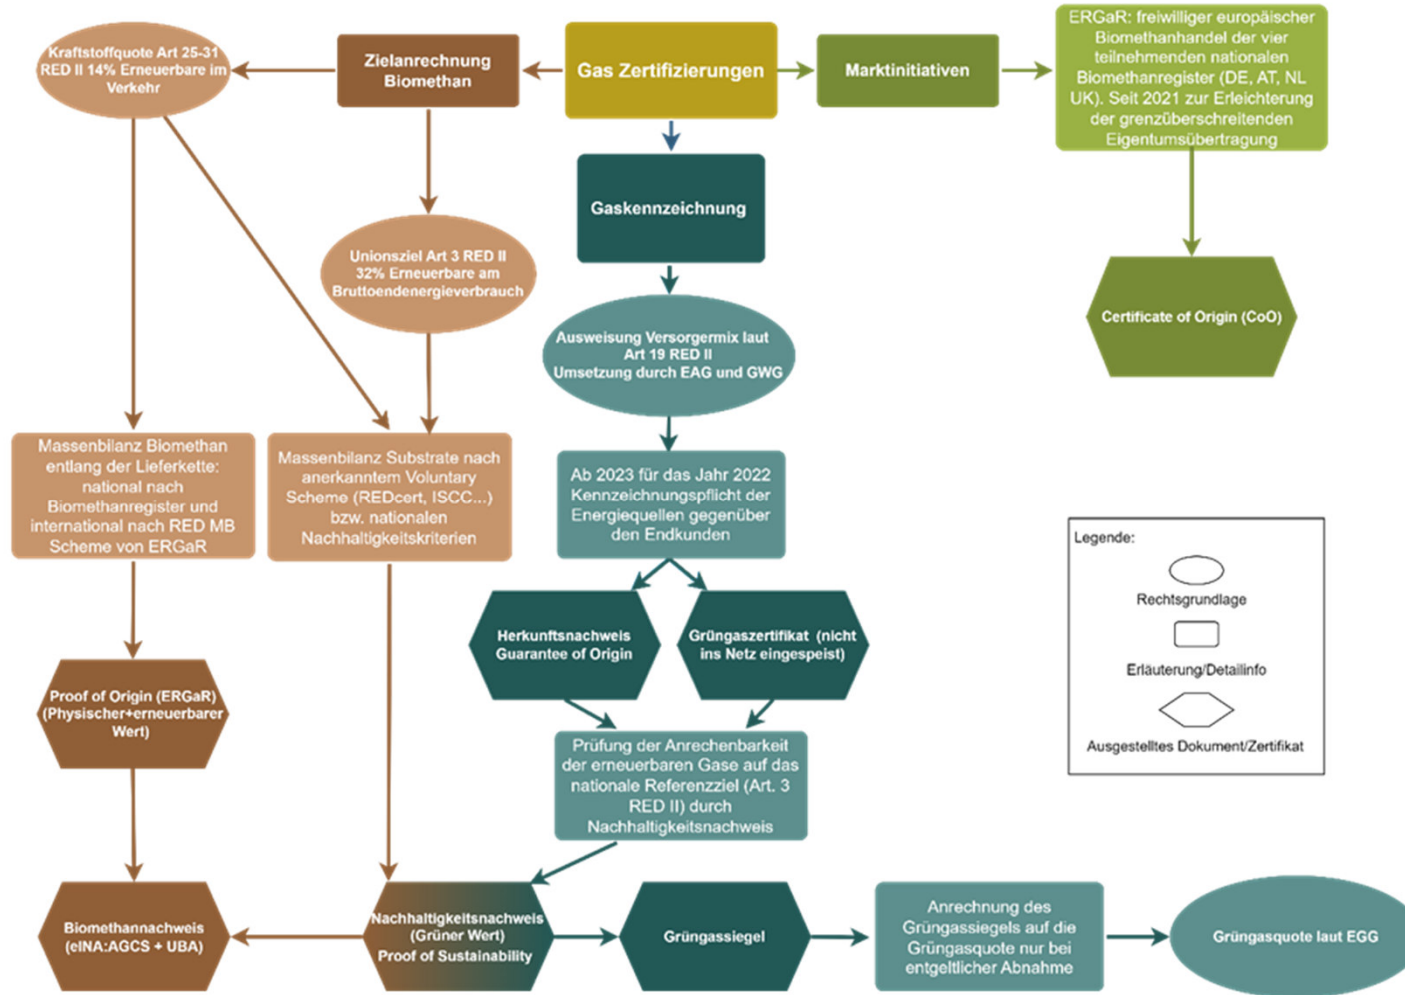 Kraftstoffquote Art 25-31
RED II 14% Erneuerbare im
Verkehr
Zielanrechnung
Biomethan
Gas Zertifizierungen
Marktinitiativen
ERGaR: freiwilliger europäischer
Biomethanhandel der vier
teilnehmenden nationalen
Biomethanregister (DE, AT, NL
UK). Seit 2021 zur Erleichterung
der grenzüberschreitenden
Eigentumsübertragung
Gaskennzeichnung
Unionsziel Art 3 RED II
32% Erneuerbare am
Bruttoendenergieverbrauch
Ausweisung Versorgermix laut
Art 19 RED II
Umsetzung durch EAG und GWG
Certificate of Origin (CoO)
Massenbilanz Biomethan
entlang der Lieferkette:
national nach
Biomethanregister und
international nach RED MB
Scheme von ERGaR
Massenbilanz Substrate nach
anerkanntem Voluntary
Scheme (REDcert, ISCC...)
bzw. nationalen
Nachhaltigkeitskriterien
Ab 2023 für das Jahr 2022
Kennzeichnungspflicht der
Energiequellen gegenüber
den Endkunden
Legende:
Rechtsgrundlage
Erläuterung/Detailinfo
Ausgestelltes Dokument/Zertifikat
Herkunftsnachweis
Guarantee of Origin
Grüngaszertifikat (nicht
ins Netz eingespeist)
Proof of Origin (ERGaR)
(Physischer+erneuerbarer
Wert)
Prüfung der Anrechenbarkeit
der erneuerbaren Gase auf das
nationale Referenzziel (Art. 3
RED II) durch
Nachhaltigkeitsnachweis
Biomethannachweis
(elNA:AGCS + UBA)
Nachhaltigkeitsnachweis
(Grüner Wert)
Proof of Sustainability
Grüngassiegel
Anrechnung des
Grüngassiegels auf die
Grüngasquote nur bei
entgeltlicher Abnahme
Grüngasquote laut EGG